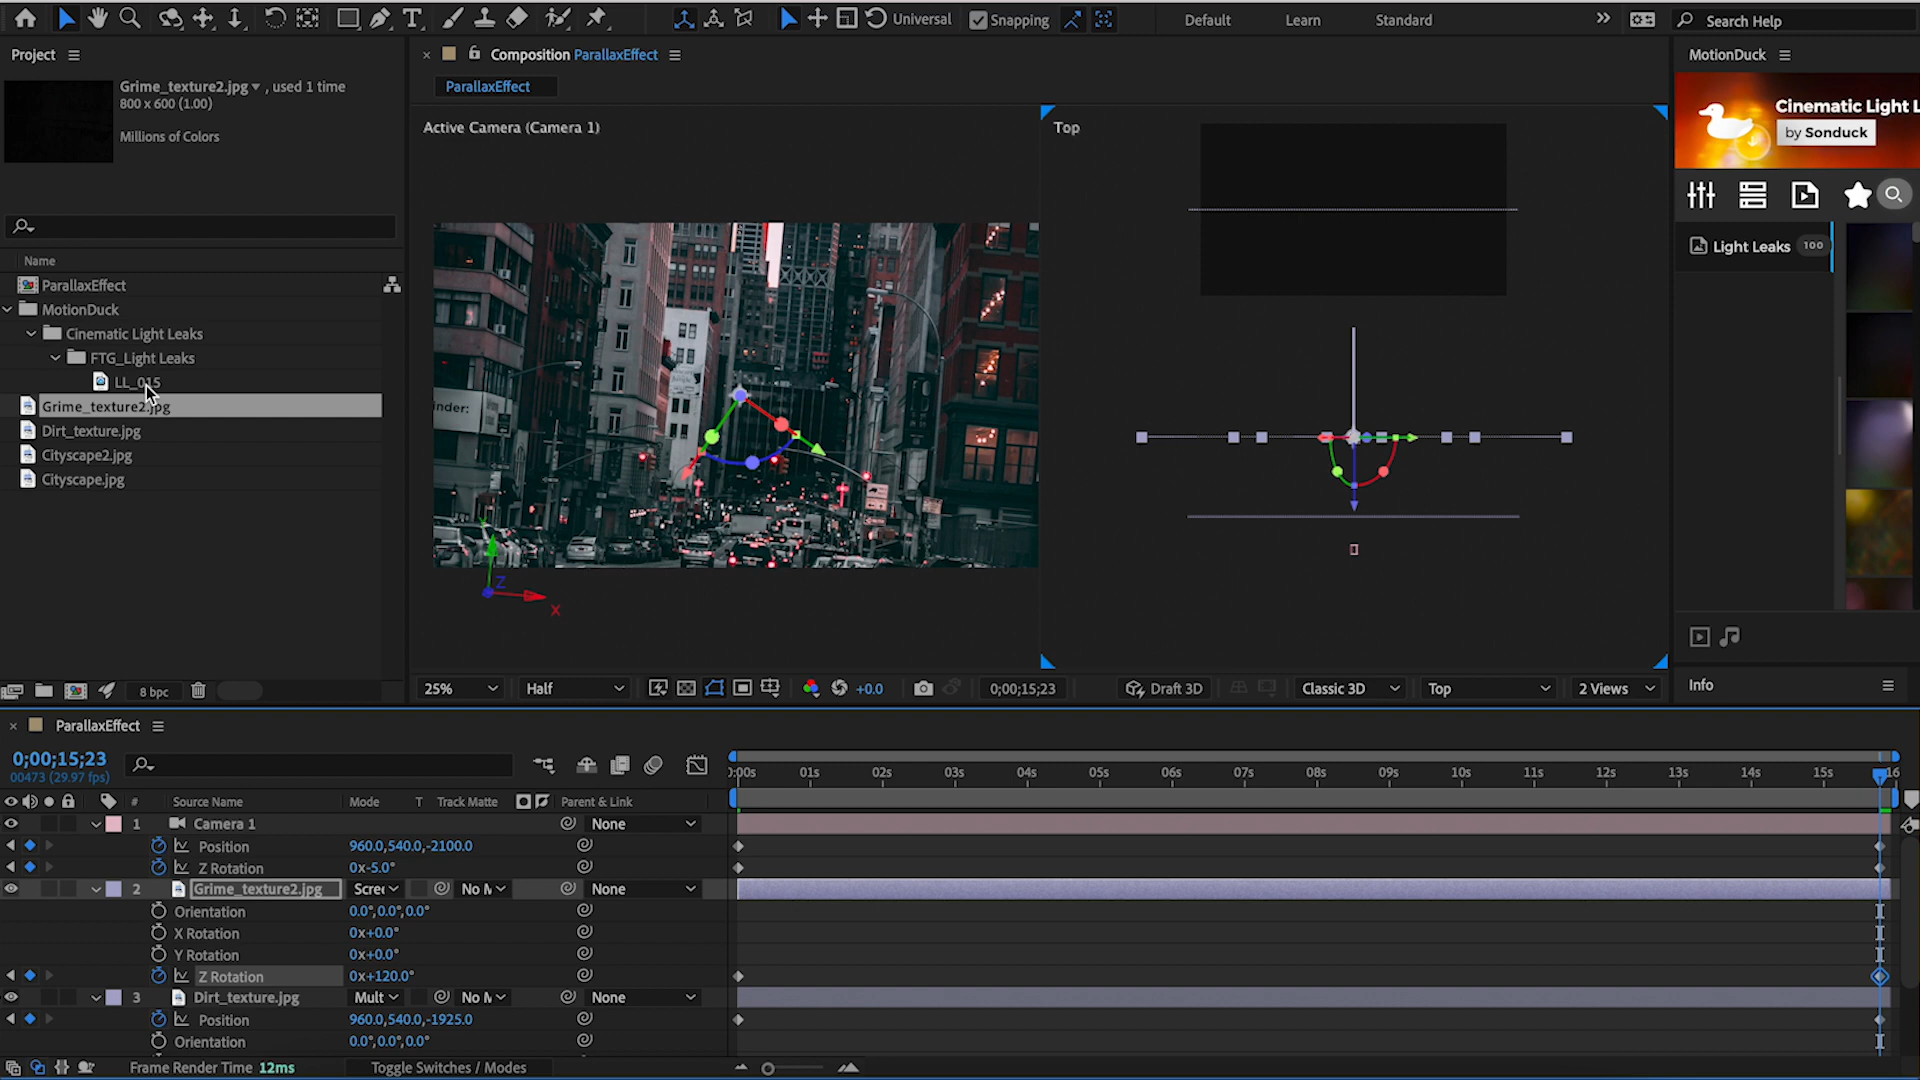 Universal
Snapping
Default
Learn
Standard
Search Help
Project
Composition ParallaxEffect
MotionDuck
Grime_texture2.jpg , used 1 time
800 x 600 (1.00)
Millions of Colors
ParallaxEffect
Active Camera (Camera 1)
Top
Cinematic Light L
by Sonduck
Name
ParallaxEffect
MotionDuck
Cinematic Light Leaks
FTG_Light Leaks
LL_015
Grime_texture2.jpg
Dirt_texture.jpg
Cityscape2.jpg
Cityscape.jpg
Light Leaks 100
inder:
Z
X
8 bpc
25%
Half
+0.0
0;00;15;23
Draft 3D
Classic 3D
Top
2 Views
Info
ParallaxEffect
0;00;15;23
00473 (29.97 fps)
):00s 01s 02s 03s 04s 05s 06s 07s 08s 09s 10s 11s 12s 13s 14s 15s 16
# Source Name Mode T Track Matte Parent & Link
1 Camera 1 None
Position 960.0,540.0,-2100.0
Z Rotation 0x-5.0°
2 Grime_texture2.jpg Scre No M None
Orientation 0.0°,0.0°,0.0°
X Rotation 0x+0.0°
Y Rotation 0x+0.0°
Z Rotation 0x+120.0°
3 Dirt_texture.jpg Mult No M None
Position 960.0,540.0,-1925.0
Orientation 0.0°,0.0°,0.0°
Frame Render Time 12ms
Toggle Switches / Modes